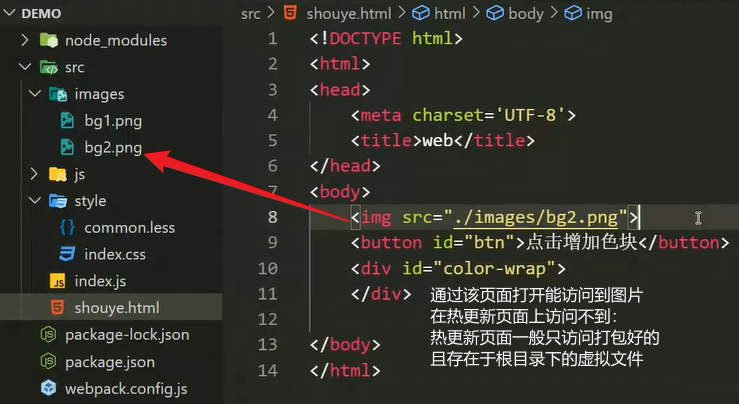 DEMO
node_modules
src
images
bg1.png
bg2.png
js
style
common.less
index.css
index.js
shouye.html
package-lock.json
package.json
webpack.config.js
src > shouye.html > html > body > img
1 <!DOCTYPE html>
2 <html>
3 <head>
4 <meta charset='UTF-8'>
5 <title>web</title>
6 </head>
7 <body>
8 <img src="./images/bg2.png">
9 <button id="btn">点击增加色块</button>
10 <div id="color-wrap">
11 </div>
12
13 </body>
14 </html>
通过该页面打开能访问到图片
在热更新页面上访问不到：
热更新页面一般只访问打包好的
且存在于根目录下的虚拟文件